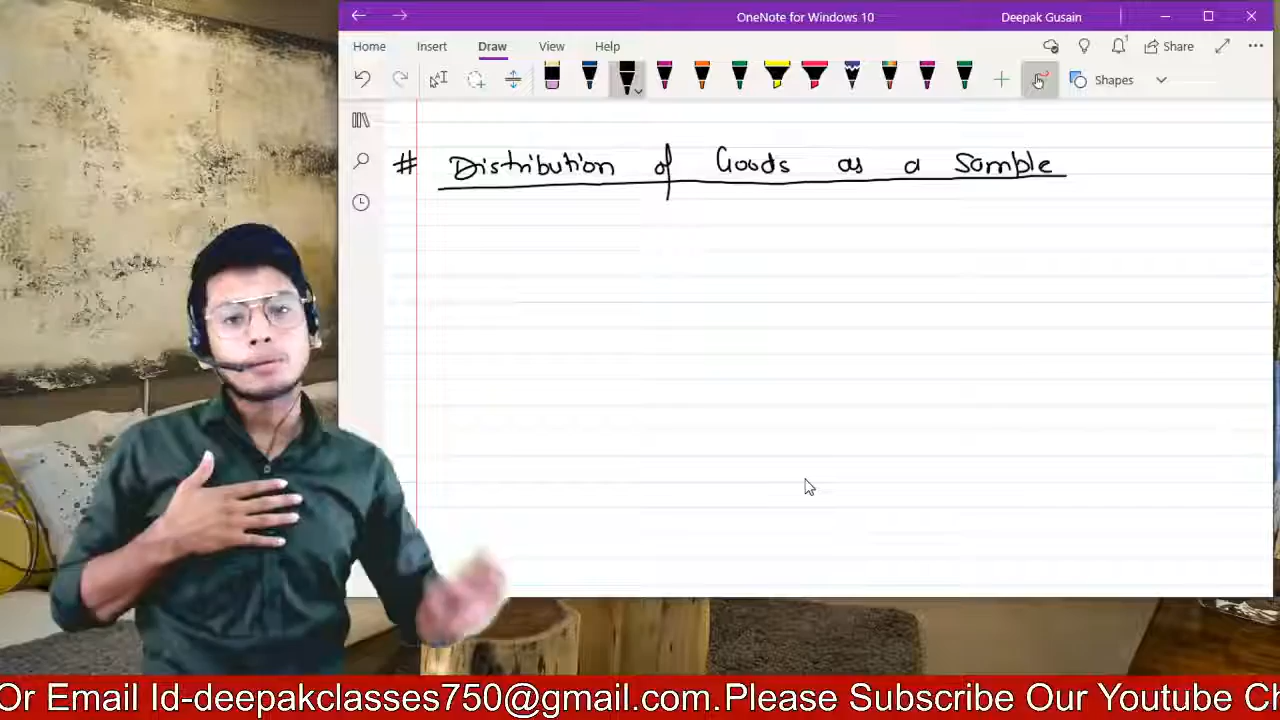 OneNote for Windows 10
Deepak Gusain
Home Insert Draw View Help
Share
Shapes
# Distribution of Goods as a Sample
Or Email Id-deepakclasses750@gmail.com.Please Subscribe Our Youtube Ch